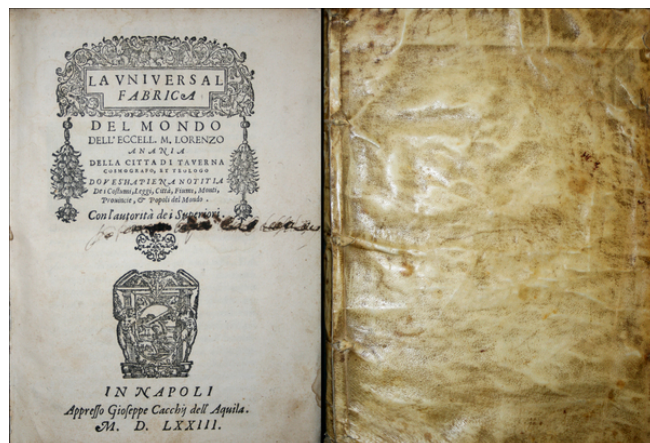 LA VNIVERSAL
FABRICA
DEL MONDO
DELL'ECCELL. M. LORENZO
ANANIA
DELLA CITTA DI TAVERNA
COSMOGRAFO, ET TEOLOGO
DOVE S'HA PIENA NOTITIA
De i Costumi, Leggi, Città, Fiumi, Monti,
Prouincie, & Popoli del Mondo.
Con l'autorità de i Superiori.
IN NAPOLI
Appresso Gioseppe Cacchij dell'Aquila.
M. D. LXXIII.